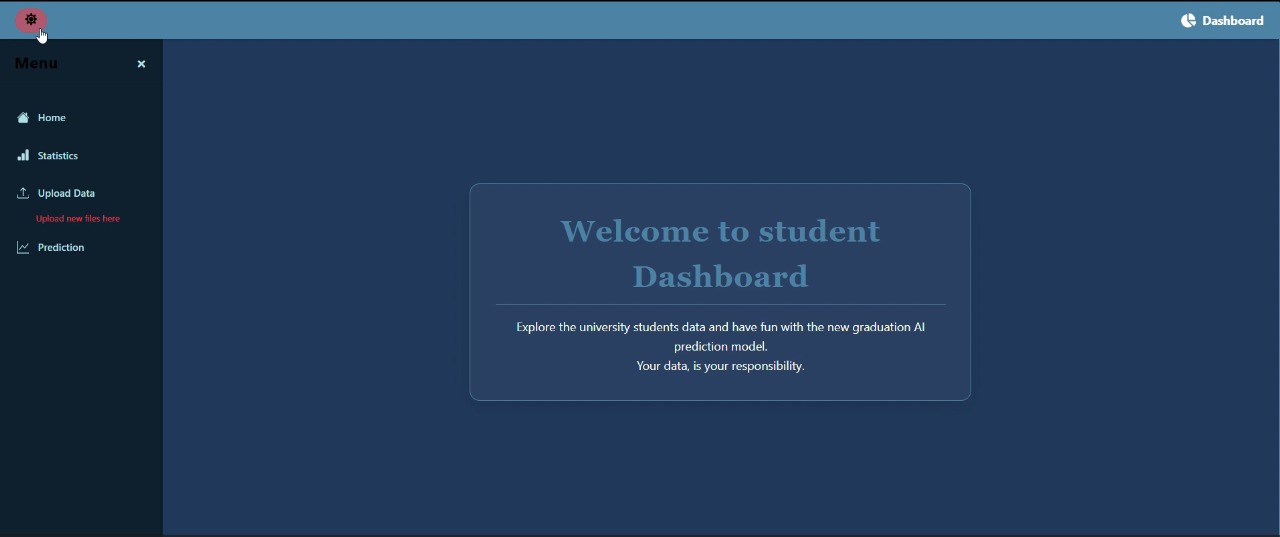 Dashboard
Menu
Home
Statistics
Upload Data
Upload new files here
Prediction
Welcome to student
Dashboard
Explore the university students data and have fun with the new graduation AI
prediction model.
Your data, is your responsibility.